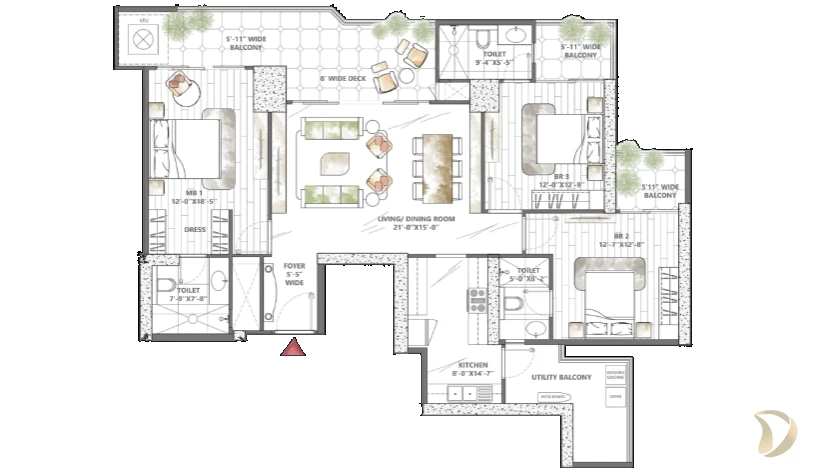 VRV
5'-11" WIDE
BALCONY
8' WIDE DECK
TOILET
9'-4"X5'-5"
5'-11" WIDE
BALCONY
MB 1
12'-0"X18'-5"
DRESS
BR 3
12'-0"X12'-9"
5'11" WIDE
BALCONY
LIVING/ DINING ROOM
21'-0"X15'-0"
BR 2
12'-7"X12'-8"
FOYER
5'-5"
WIDE
TOILET
5'-0"X8'-2"
TOILET
7'-9"X7'-8"
KITCHEN
8'-0"X14'-7"
UTILITY BALCONY
WASHING
MACHINE
DRYER